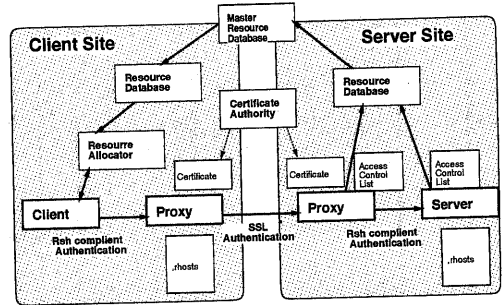 Master
Resource
Database
Client Site
Server Site
Resource
Database
Resource
Database
Certificate
Authority
Resourre
Allocator
Certificate
Certificate
Access
Control
List
Access
Control
List
Client
Proxy
Proxy
Server
Rsh complient
Authentication
SSL
Authentication
Rsh complient
Authentication
.rhosts
.rhosts